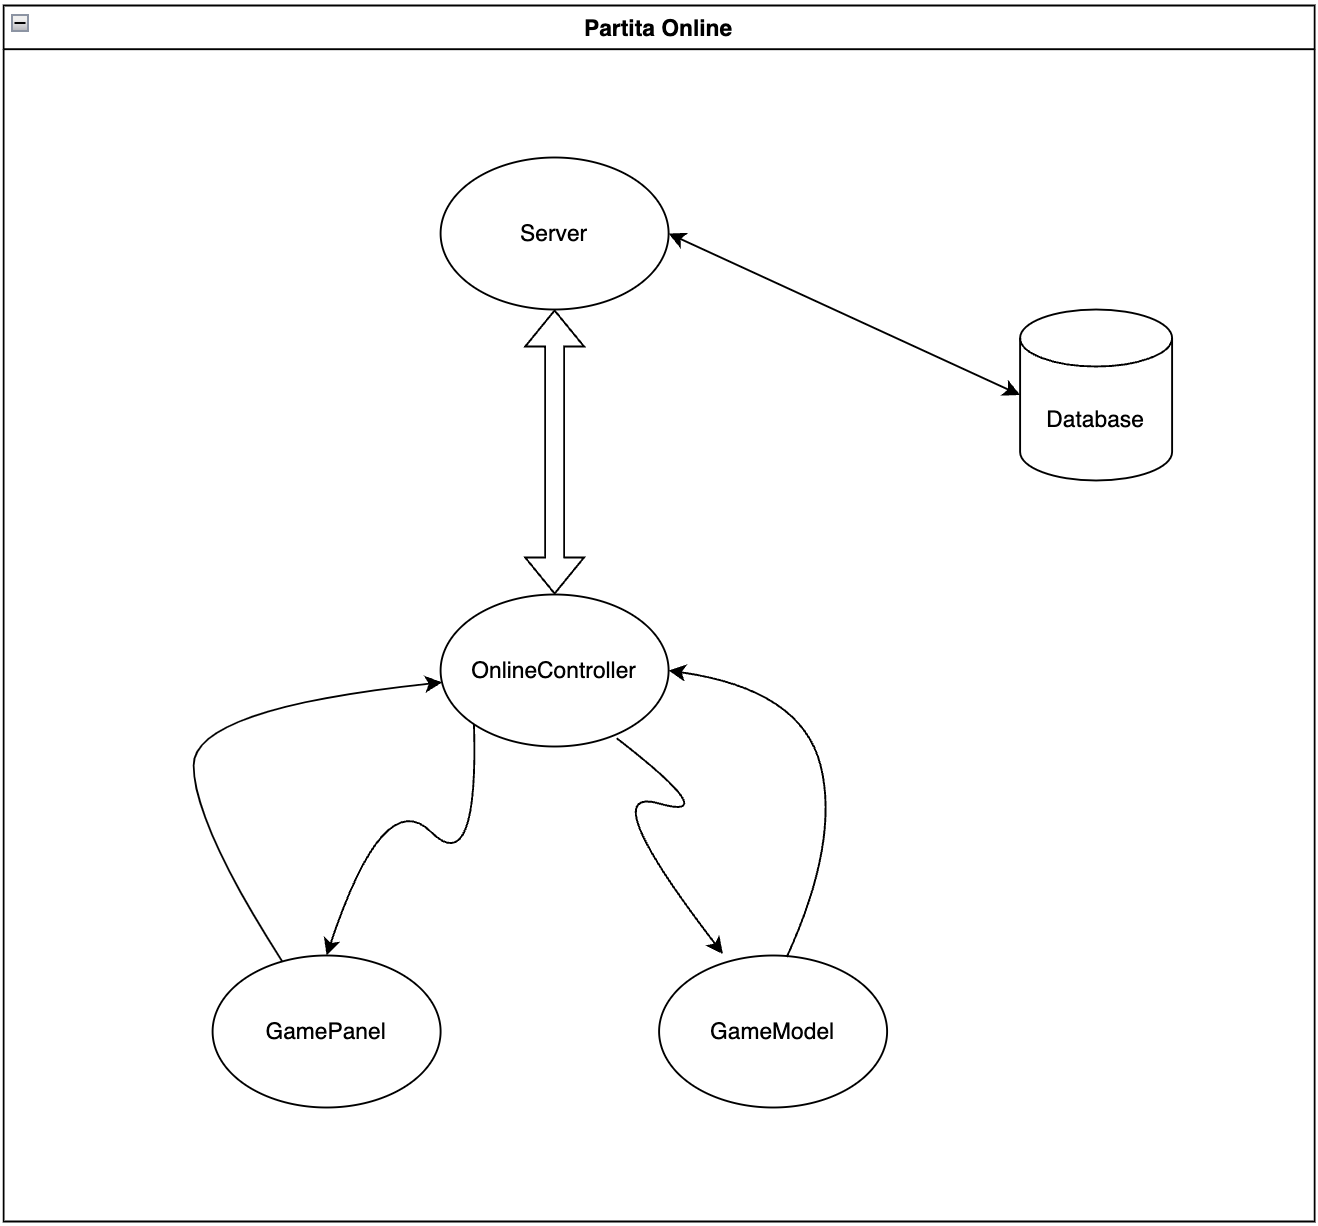 Partita Online
Server
Database
OnlineController
GamePanel
GameModel